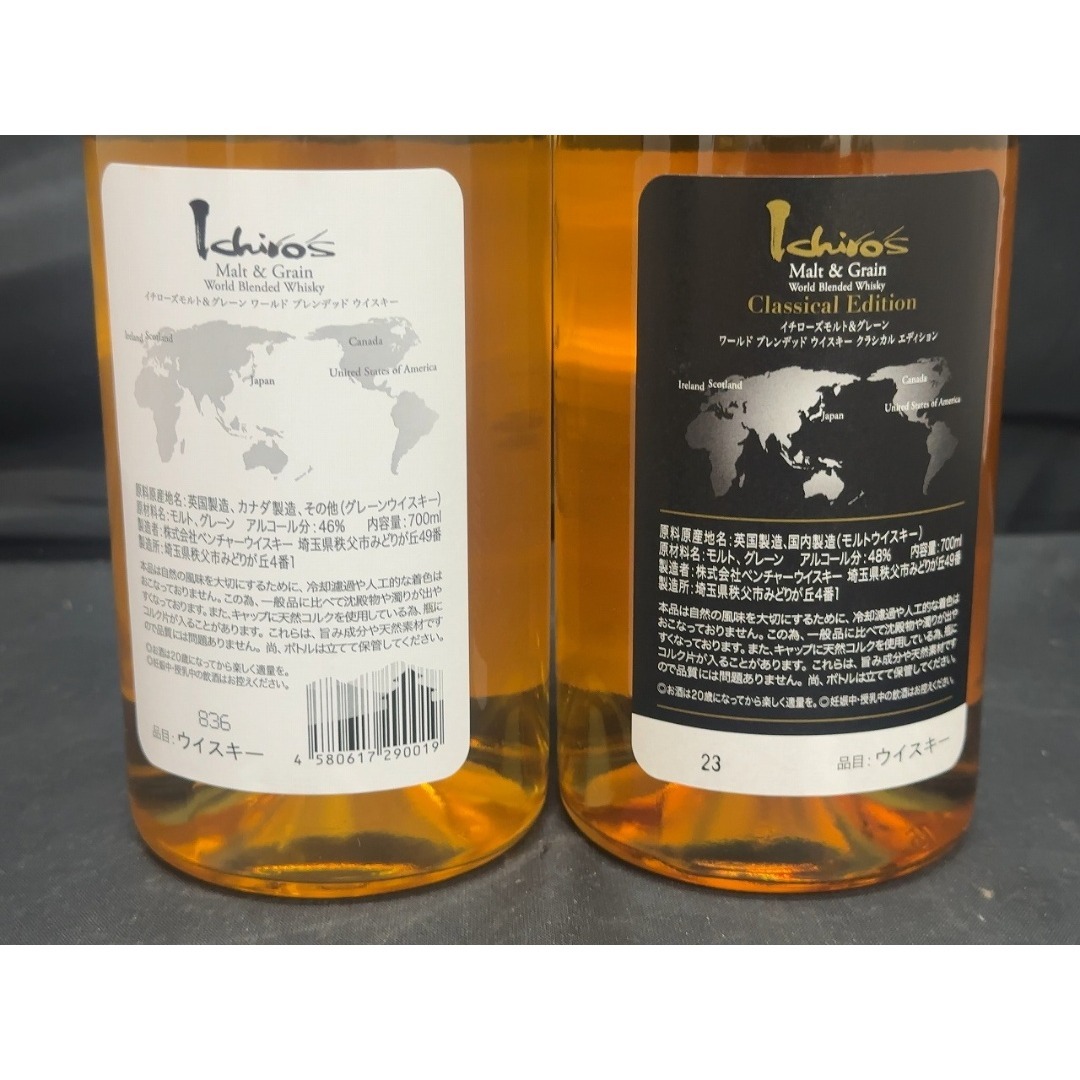 Ichiro's
Malt & Grain
World Blended Whisky
イチローズモルト&グレーン ワールド ブレンデッド ウイスキー
Ireland Scotland
Canada
Japan
United States of America
原料原産地名:英国製造、カナダ製造、その他(グレーンウイスキー)
原材料名:モルト、グレーン アルコール分:46% 内容量:700ml
製造者:株式会社ベンチャーウイスキー 埼玉県秩父市みどりが丘49番
製造所:埼玉県秩父市みどりが丘4番1
本品は自然の風味を大切にするために、冷却濾過や人工的な着色は
おこなっておりません。この為、一般品に比べて沈殿物や濁りが出や
すくなっております。また、キャップに天然コルクを使用している為、瓶に
コルク片が入ることがあります。これらは、旨み成分や天然素材です
ので品質には問題ありません。尚、ボトルは立てて保管してください。
◎お酒は20歳になってから楽しく適量を。
◎妊娠中・授乳中の飲酒はお控えください。
836
品目:ウイスキー
4 580617 290019
Ichiro's
Malt & Grain
World Blended Whisky
Classical Edition
イチローズモルト&グレーン
ワールド ブレンデッド ウイスキー クラシカル エディション
Ireland Scotland
Canada
Japan
United States of America
原料原産地名:英国製造、国内製造(モルトウイスキー)
原材料名:モルト、グレーン アルコール分:48% 内容量:700ml
製造者:株式会社ベンチャーウイスキー 埼玉県秩父市みどりが丘49番
製造所:埼玉県秩父市みどりが丘4番1
本品は自然の風味を大切にするために、冷却濾過や人工的な着色は
おこなっておりません。この為、一般品に比べて沈殿物や濁りが出や
すくなっております。また、キャップに天然コルクを使用している為、瓶に
コルク片が入ることがあります。これらは、旨み成分や天然素材です
ので品質には問題ありません。尚、ボトルは立てて保管してください。
◎お酒は20歳になってから楽しく適量を。◎妊娠中・授乳中の飲酒はお控えください。
23
品目:ウイスキー